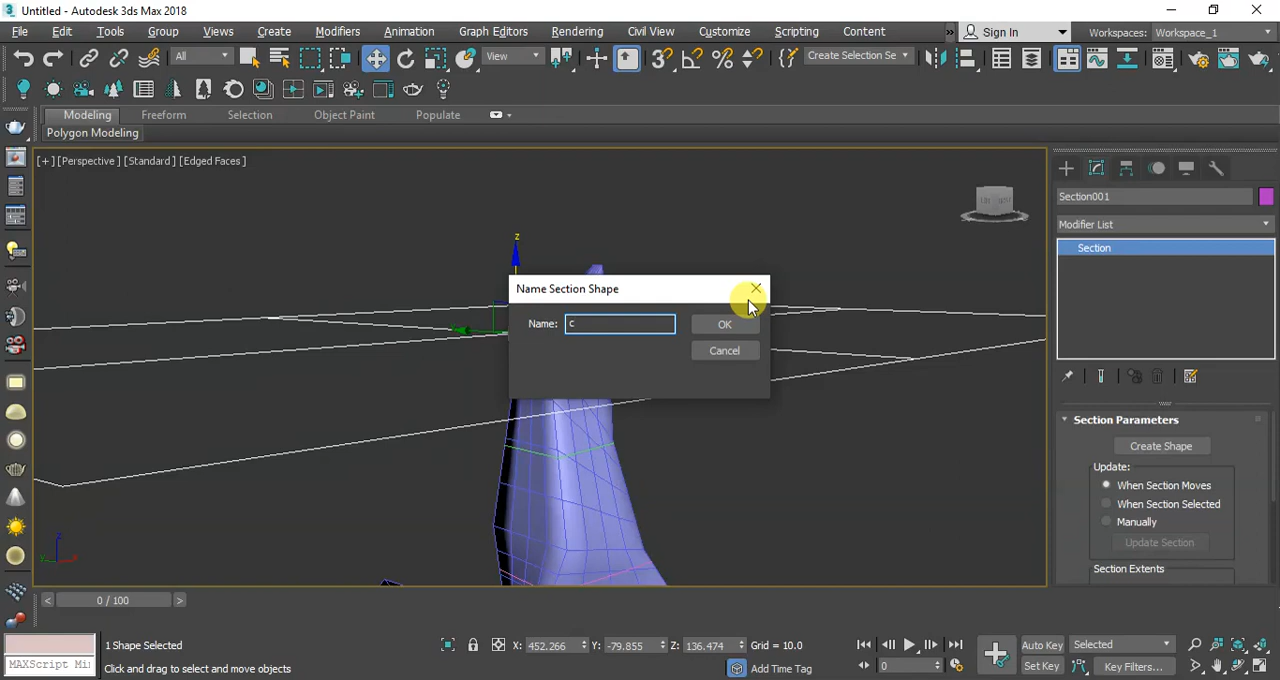 Untitled - Autodesk 3ds Max 2018
File Edit Tools Group Views Create Modifiers Animation Graph Editors Rendering Civil View Customize Scripting Content » Sign In Workspaces: Workspace_1
All View Create Selection Se
Modeling Freeform Selection Object Paint Populate
Polygon Modeling
[+] [Perspective] [Standard] [Edged Faces]
Section001
Modifier List
Section
z
Name Section Shape
Name: c OK
Cancel
Section Parameters
Create Shape
Update:
When Section Moves
When Section Selected
Manually
Update Section
Section Extents
< 0 / 100 >
1 Shape Selected X: 452.266 Y: -79.855 Z: 136.474 Grid = 10.0 Auto Key Selected
MAXScript Mi Click and drag to select and move objects Add Time Tag 0 Set Key Key Filters...